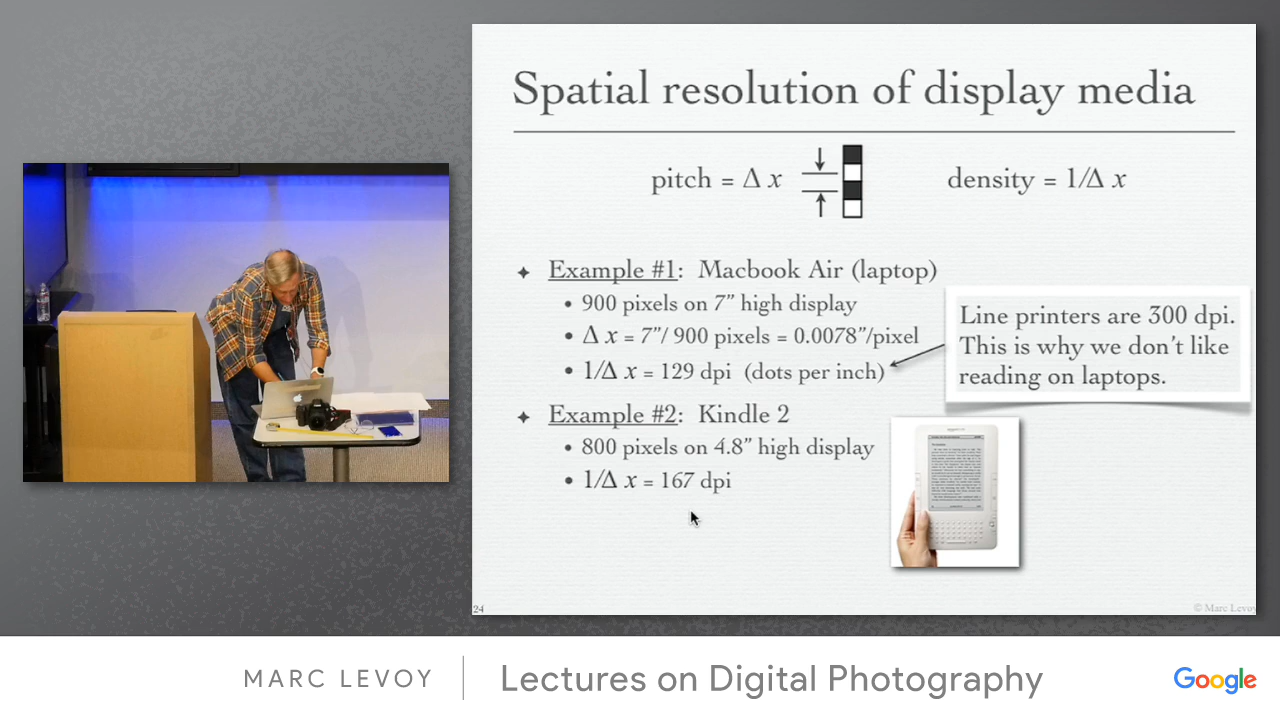 Spatial resolution of display media
pitch = Δ x
density = 1/Δ x
✦ Example #1: Macbook Air (laptop)
• 900 pixels on 7” high display
• Δ x = 7”/ 900 pixels = 0.0078”/pixel
• 1/Δ x = 129 dpi (dots per inch)
Line printers are 300 dpi.
This is why we don’t like
reading on laptops.
✦ Example #2: Kindle 2
• 800 pixels on 4.8” high display
• 1/Δ x = 167 dpi
24
© Marc Levoy
MARC LEVOY
Lectures on Digital Photography
Google